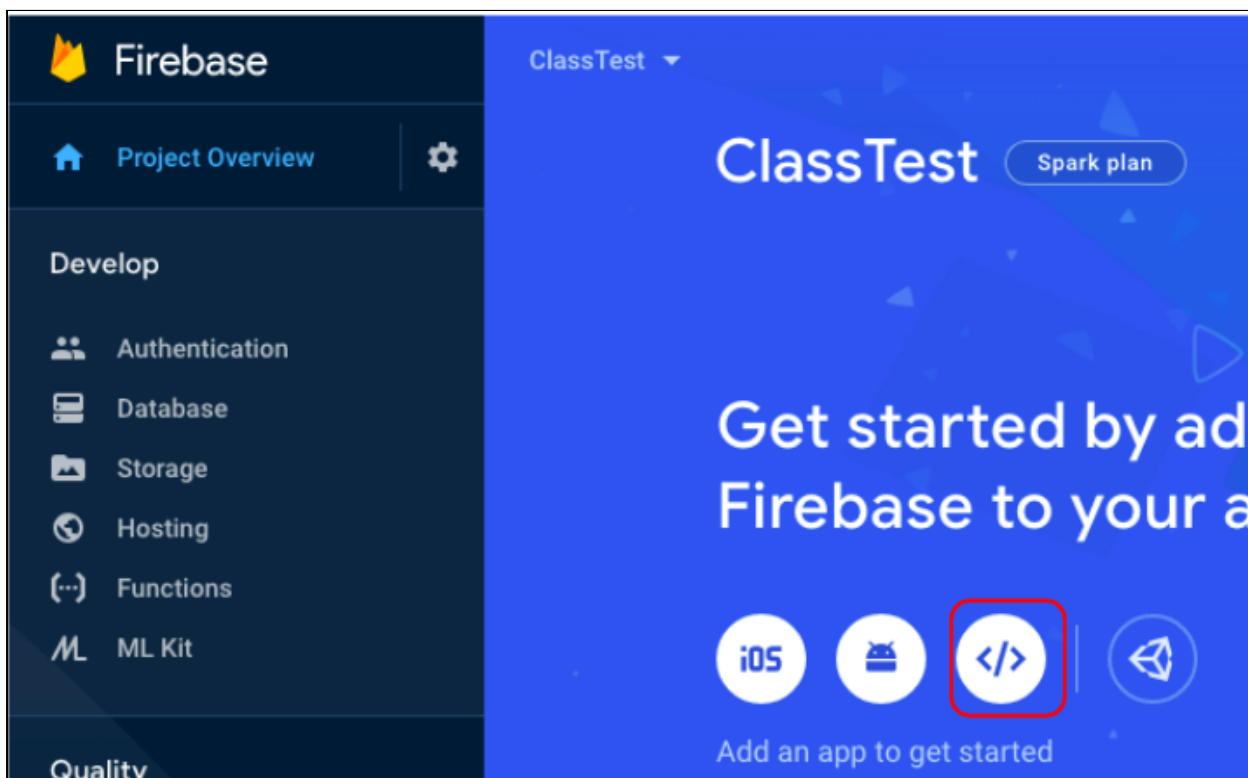 Firebase
Project Overview
Develop
Authentication
Database
Storage
Hosting
Functions
ML Kit
Quality
ClassTest
ClassTest Spark plan
Get started by ad
Firebase to your a
iOS </>
Add an app to get started